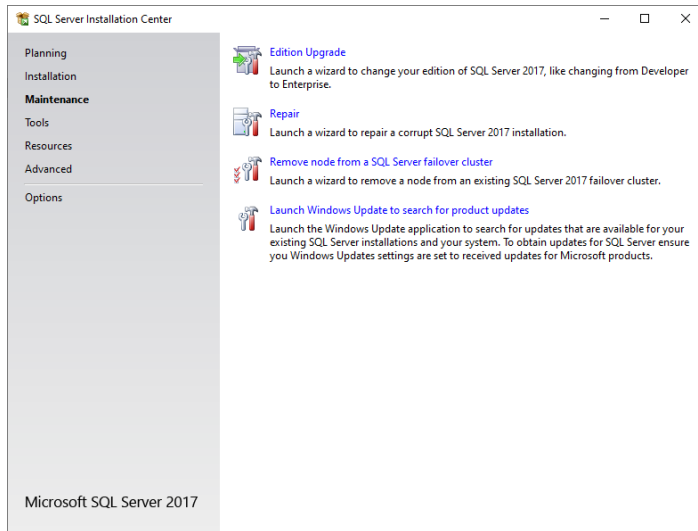 SQL Server Installation Center
Planning
Installation
Maintenance
Tools
Resources
Advanced
Options
Microsoft SQL Server 2017
Edition Upgrade
Launch a wizard to change your edition of SQL Server 2017, like changing from Developer
to Enterprise.
Repair
Launch a wizard to repair a corrupt SQL Server 2017 installation.
Remove node from a SQL Server failover cluster
Launch a wizard to remove a node from an existing SQL Server 2017 failover cluster.
Launch Windows Update to search for product updates
Launch the Windows Update application to search for updates that are available for your
existing SQL Server installations and your system. To obtain updates for SQL Server ensure
you Windows Updates settings are set to received updates for Microsoft products.